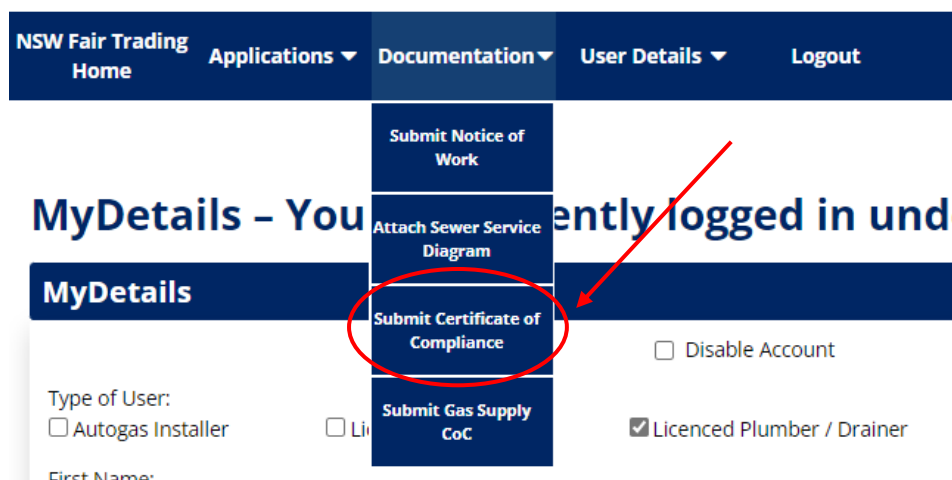 NSW Fair Trading
Home
Applications
Documentation
User Details
Logout
Submit Notice of
Work
Attach Sewer Service
Diagram
Submit Certificate of
Compliance
Submit Gas Supply
CoC
MyDetails – You ently logged in und
MyDetails
Disable Account
Type of User:
Autogas Installer
Li
Licenced Plumber / Drainer
First Name: